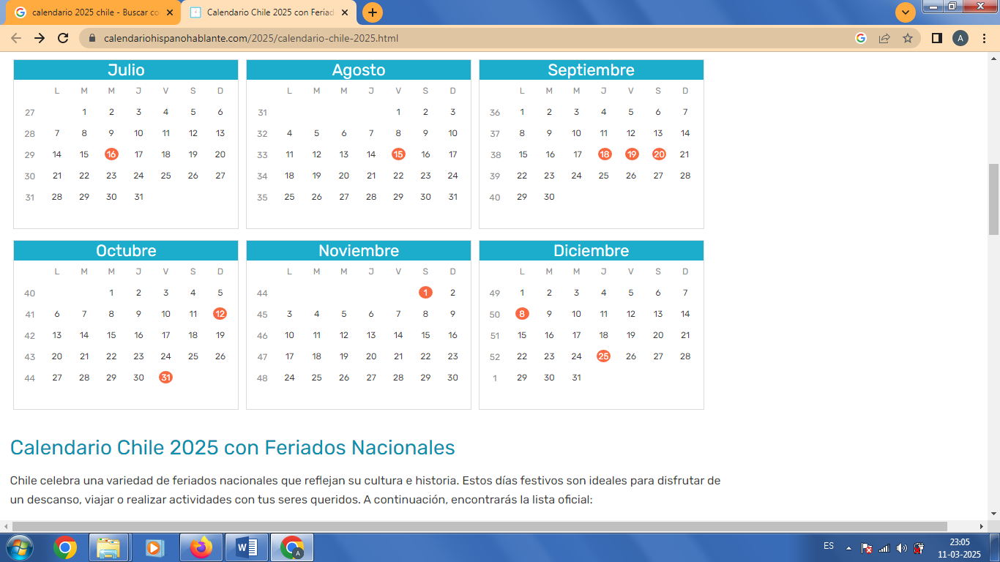 calendario 2025 chile - Buscar co
Calendario Chile 2025 con Feriad
calendariohispanohablante.com/2025/calendario-chile-2025.html
A
Julio
L M M J V S D
27 1 2 3 4 5 6
28 7 8 9 10 11 12 13
29 14 15 16 17 18 19 20
30 21 22 23 24 25 26 27
31 28 29 30 31
Agosto
L M M J V S D
31 1 2 3
32 4 5 6 7 8 9 10
33 11 12 13 14 15 16 17
34 18 19 20 21 22 23 24
35 25 26 27 28 29 30 31
Septiembre
L M M J V S D
36 1 2 3 4 5 6 7
37 8 9 10 11 12 13 14
38 15 16 17 18 19 20 21
39 22 23 24 25 26 27 28
40 29 30
Octubre
L M M J V S D
40 1 2 3 4 5
41 6 7 8 9 10 11 12
42 13 14 15 16 17 18 19
43 20 21 22 23 24 25 26
44 27 28 29 30 31
Noviembre
L M M J V S D
44 1 2
45 3 4 5 6 7 8 9
46 10 11 12 13 14 15 16
47 17 18 19 20 21 22 23
48 24 25 26 27 28 29 30
Diciembre
L M M J V S D
49 1 2 3 4 5 6 7
50 8 9 10 11 12 13 14
51 15 16 17 18 19 20 21
52 22 23 24 25 26 27 28
1 29 30 31
Calendario Chile 2025 con Feriados Nacionales
Chile celebra una variedad de feriados nacionales que reflejan su cultura e historia. Estos días festivos son ideales para disfrutar de
un descanso, viajar o realizar actividades con tus seres queridos. A continuación, encontrarás la lista oficial:
W
A
ES
23:05
11-03-2025